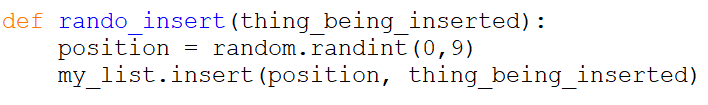 def rando_insert(thing_being_inserted):
    position = random.randint(0,9)
    my_list.insert(position, thing_being_inserted)